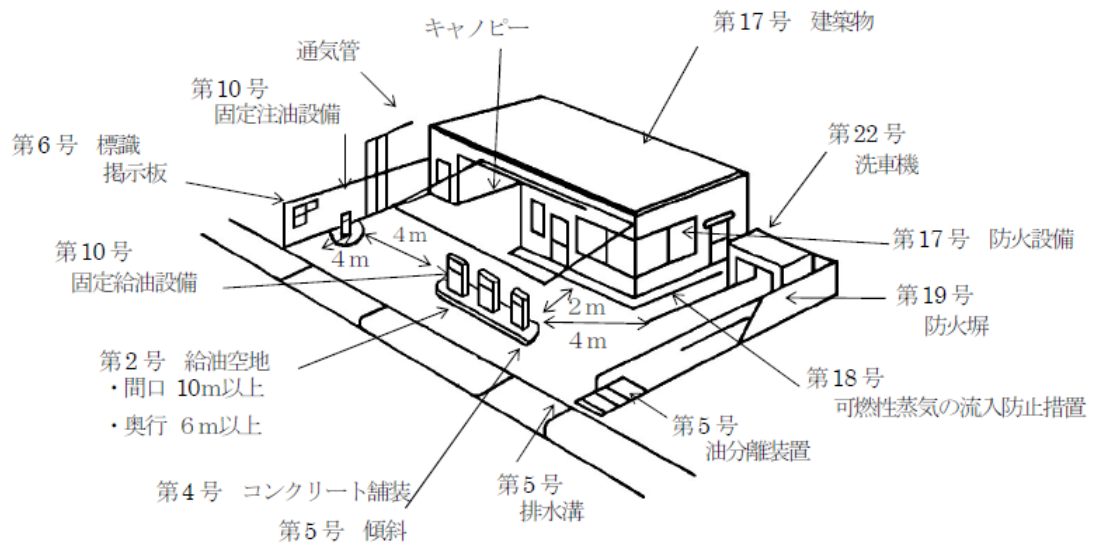 キャノピー
第17号　建築物
通気管
第10号
固定注油設備
第22号
洗車機
第6号　標識
掲示板
第17号　防火設備
第10号
固定給油設備
4m
4m
2m
4m
第19号
防火塀
第2号　給油空地
・間口 10m以上
・奥行 6m以上
第18号
可燃性蒸気の流入防止措置
第5号
油分離装置
第4号　コンクリート舗装
第5号
排水溝
第5号　傾斜